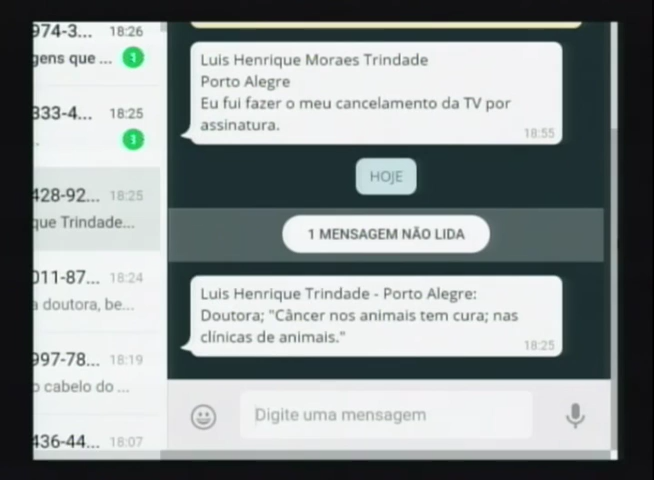 974-3... 18:26
gens que ...
333-4... 18:25
.
428-92... 18:25
que Trindade...
011-87... 18:24
a doutora, be...
997-78... 18:19
o cabelo do ...
436-44... 18:07
Luis Henrique Moraes Trindade
Porto Alegre
Eu fui fazer o meu cancelamento da TV por
assinatura.
18:55
HOJE
1 MENSAGEM NÃO LIDA
Luis Henrique Trindade - Porto Alegre:
Doutora; "Câncer nos animais tem cura; nas
clínicas de animais."
18:25
Digite uma mensagem